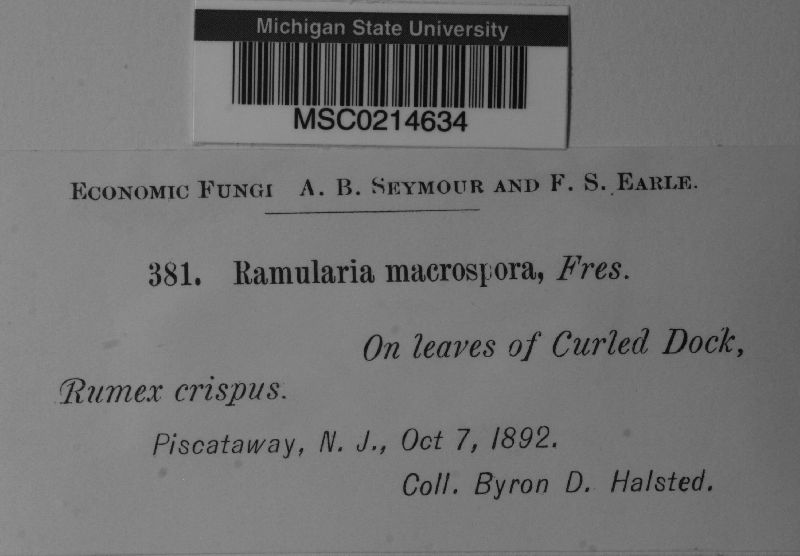 Michigan State University
MSC0214634
Economic Fungi A. B. Seymour and F. S. Earle.
381. Ramularia macrospora, Fres.
On leaves of Curled Dock,
Rumex crispus.
Piscataway, N. J., Oct 7, 1892.
Coll. Byron D. Halsted.